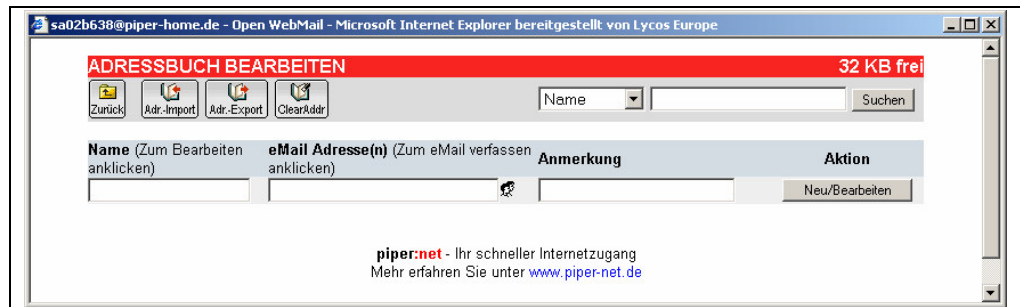 sa02b638@piper-home.de - Open WebMail - Microsoft Internet Explorer bereitgestellt von Lycos Europe
ADRESSBUCH BEARBEITEN 32 KB frei
Zurück Adr.-Import Adr.-Export ClearAddr Name Suchen
Name (Zum Bearbeiten anklicken) eMail Adresse(n) (Zum eMail verfassen anklicken) Anmerkung Aktion
Neu/Bearbeiten
piper:net - Ihr schneller Internetzugang
Mehr erfahren Sie unter www.piper-net.de